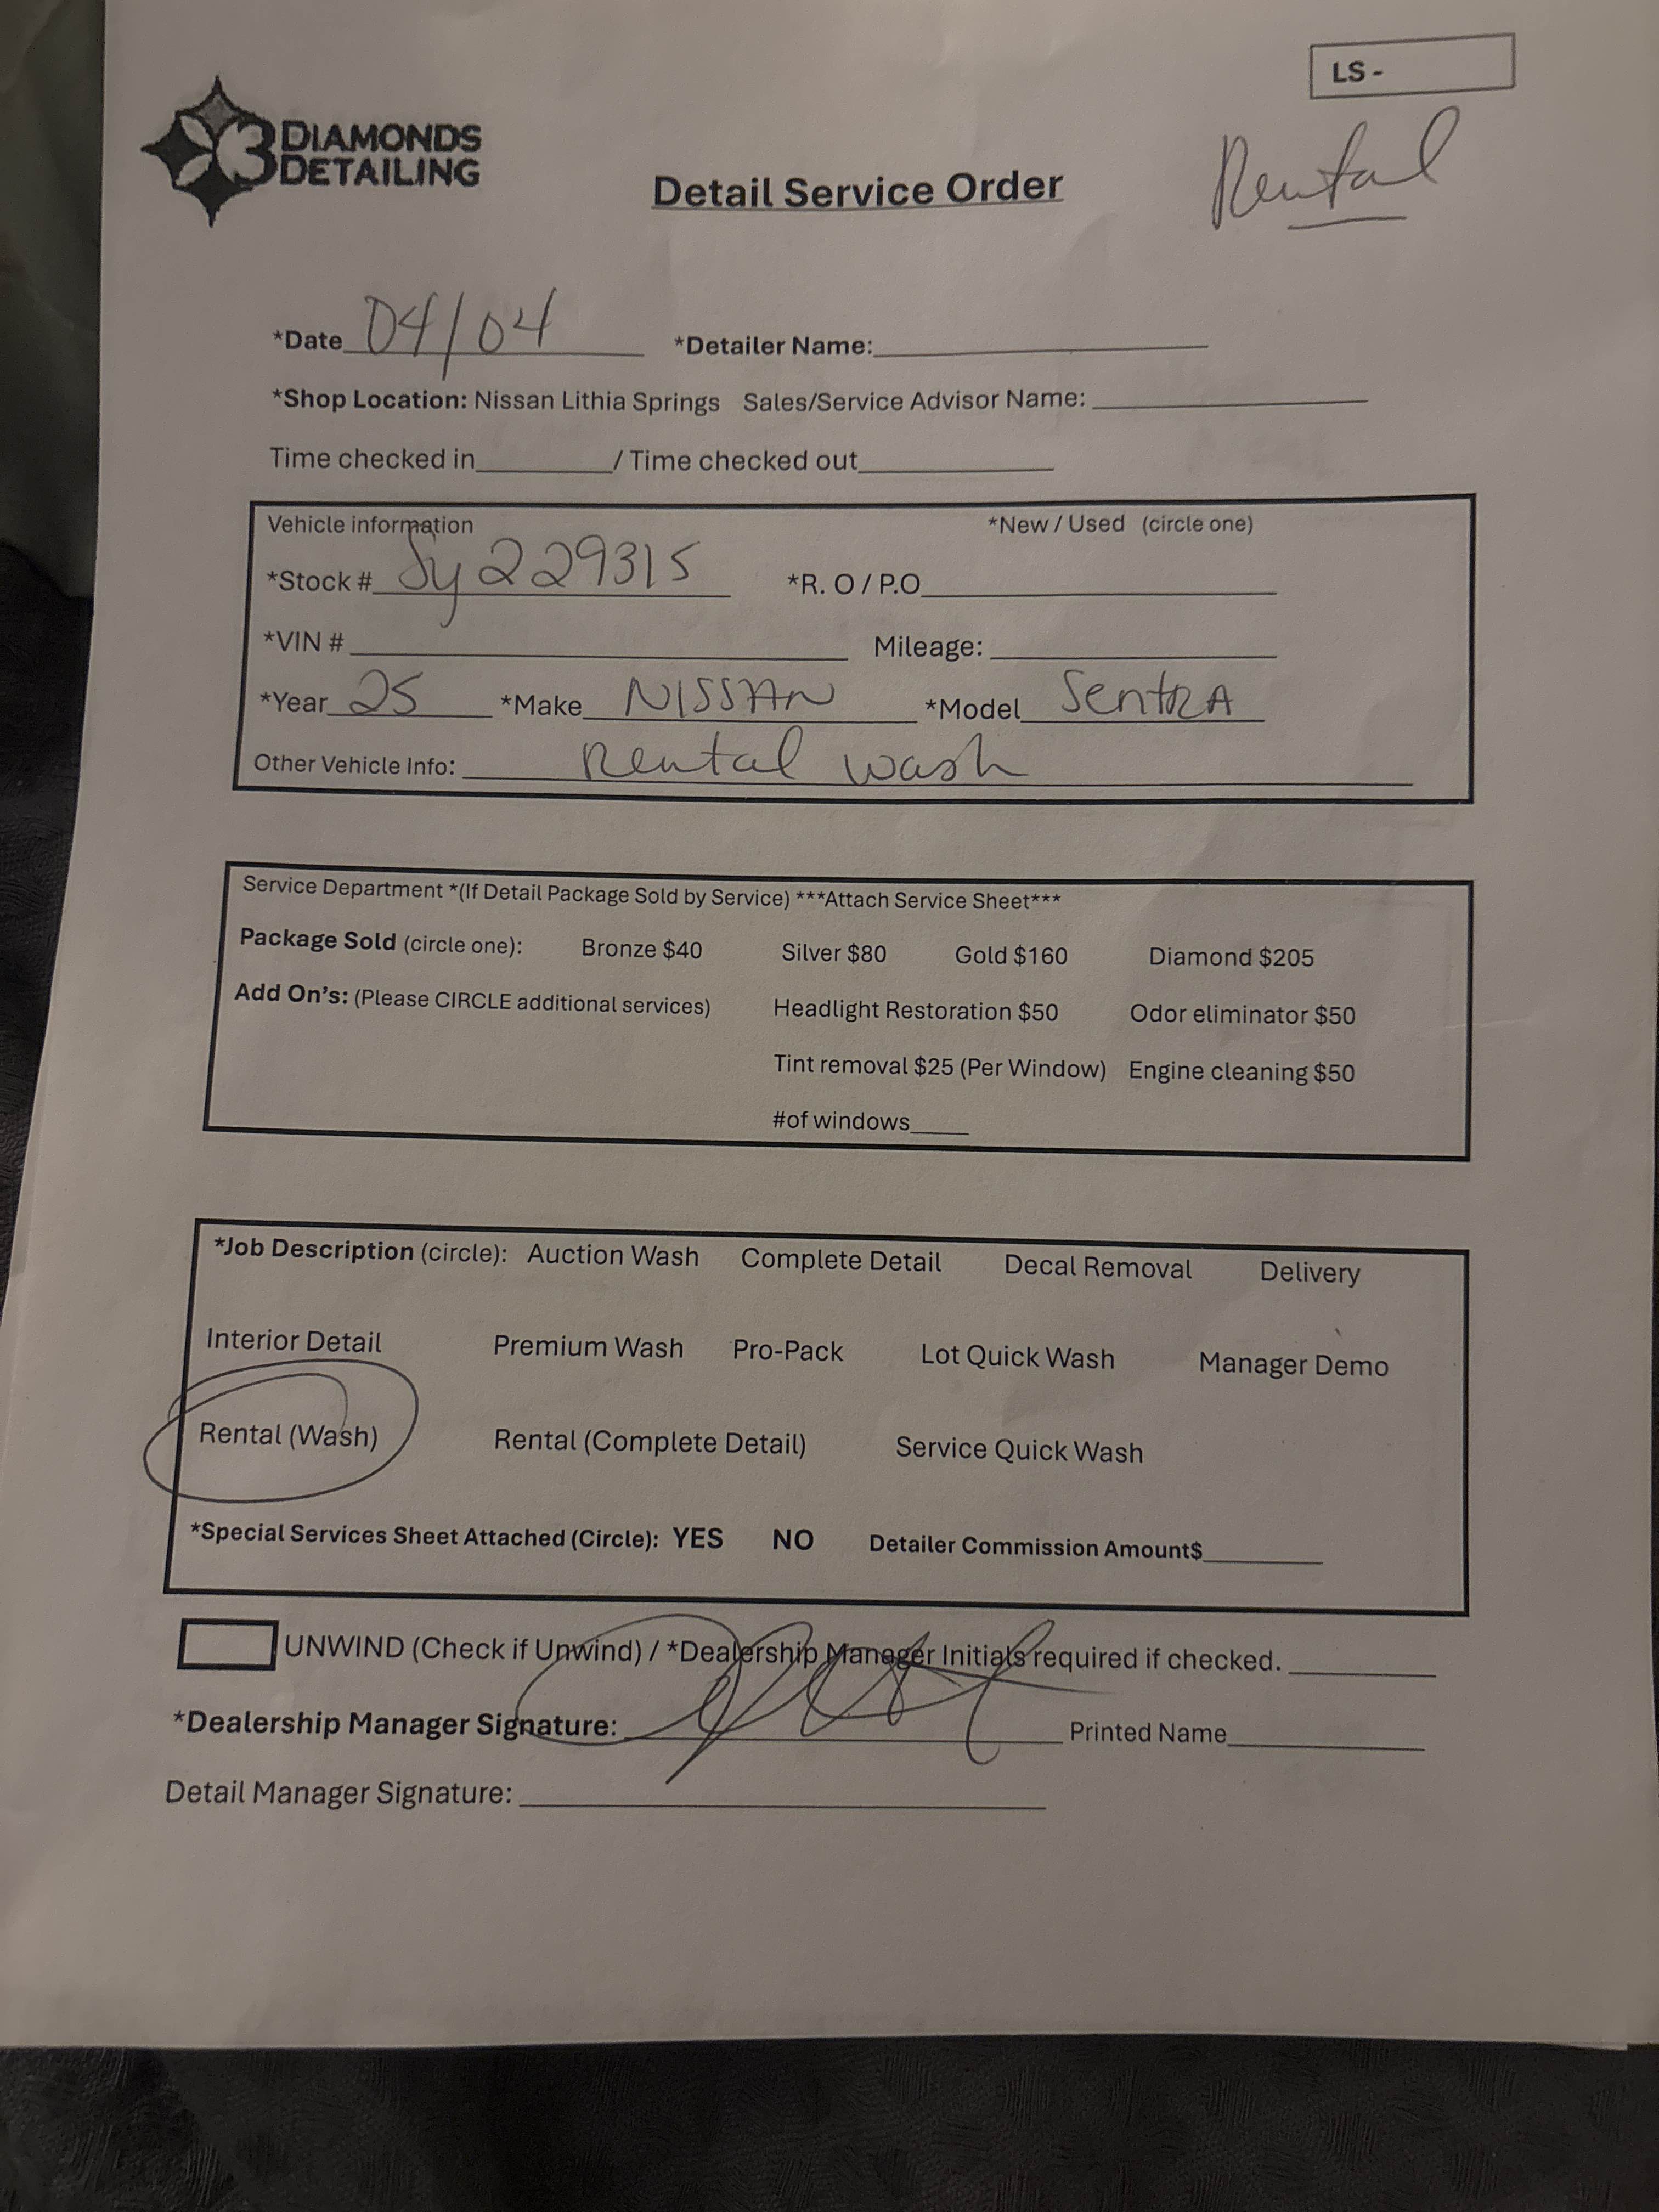 LS -
3 DIAMONDS
DETAILING
Detail Service Order
Rental
*Date 04/04 *Detailer Name:
*Shop Location: Nissan Lithia Springs Sales/Service Advisor Name:
Time checked in / Time checked out
Vehicle information *New / Used (circle one)
*Stock # Sy229315 *R. O / P.O
*VIN # Mileage:
*Year 25 *Make NISSAN *Model SentRA
Other Vehicle Info: Rental wash
Service Department *(If Detail Package Sold by Service) ***Attach Service Sheet***
Package Sold (circle one): Bronze $40 Silver $80 Gold $160 Diamond $205
Add On's: (Please CIRCLE additional services) Headlight Restoration $50 Odor eliminator $50
Tint removal $25 (Per Window) Engine cleaning $50
#of windows
*Job Description (circle): Auction Wash Complete Detail Decal Removal Delivery
Interior Detail Premium Wash Pro-Pack Lot Quick Wash Manager Demo
Rental (Wash) Rental (Complete Detail) Service Quick Wash
*Special Services Sheet Attached (Circle): YES NO Detailer Commission Amount$
UNWIND (Check if Unwind) / *Dealership Manager Initials required if checked.
*Dealership Manager Signature: Printed Name
Detail Manager Signature: